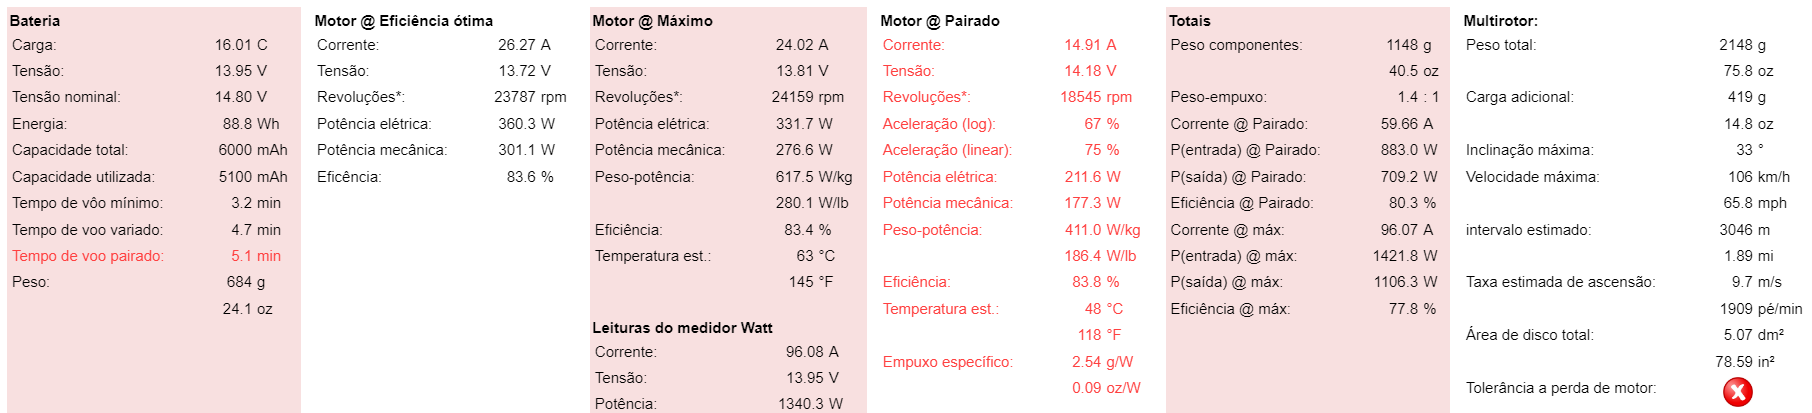 Bateria
Carga: 16.01 C
Tensão: 13.95 V
Tensão nominal: 14.80 V
Energia: 88.8 Wh
Capacidade total: 6000 mAh
Capacidade utilizada: 5100 mAh
Tempo de vôo mínimo: 3.2 min
Tempo de voo variado: 4.7 min
Tempo de voo pairado: 5.1 min
Peso: 684 g
24.1 oz
Motor @ Eficiência ótima
Corrente: 26.27 A
Tensão: 13.72 V
Revoluções*: 23787 rpm
Potência elétrica: 360.3 W
Potência mecânica: 301.1 W
Eficência: 83.6 %
Motor @ Máximo
Corrente: 24.02 A
Tensão: 13.81 V
Revoluções*: 24159 rpm
Potência elétrica: 331.7 W
Potência mecânica: 276.6 W
Peso-potência: 617.5 W/kg
280.1 W/lb
Eficiência: 83.4 %
Temperatura est.: 63 °C
145 °F
Leituras do medidor Watt
Corrente: 96.08 A
Tensão: 13.95 V
Potência: 1340.3 W
Motor @ Pairado
Corrente: 14.91 A
Tensão: 14.18 V
Revoluções*: 18545 rpm
Aceleração (log): 67 %
Aceleração (linear): 75 %
Potência elétrica: 211.6 W
Potência mecânica: 177.3 W
Peso-potência: 411.0 W/kg
186.4 W/lb
Eficiência: 83.8 %
Temperatura est.: 48 °C
118 °F
Empuxo específico: 2.54 g/W
0.09 oz/W
Totais
Peso componentes: 1148 g
40.5 oz
Peso-empuxo: 1.4 : 1
Corrente @ Pairado: 59.66 A
P(entrada) @ Pairado: 883.0 W
P(saída) @ Pairado: 709.2 W
Eficiência @ Pairado: 80.3 %
Corrente @ máx: 96.07 A
P(entrada) @ máx: 1421.8 W
P(saída) @ máx: 1106.3 W
Eficiência @ máx: 77.8 %
Multirotor:
Peso total: 2148 g
75.8 oz
Carga adicional: 419 g
14.8 oz
Inclinação máxima: 33 °
Velocidade máxima: 106 km/h
65.8 mph
intervalo estimado: 3046 m
1.89 mi
Taxa estimada de ascensão: 9.7 m/s
1909 pé/min
Área de disco total: 5.07 dm²
78.59 in²
Tolerância a perda de motor: